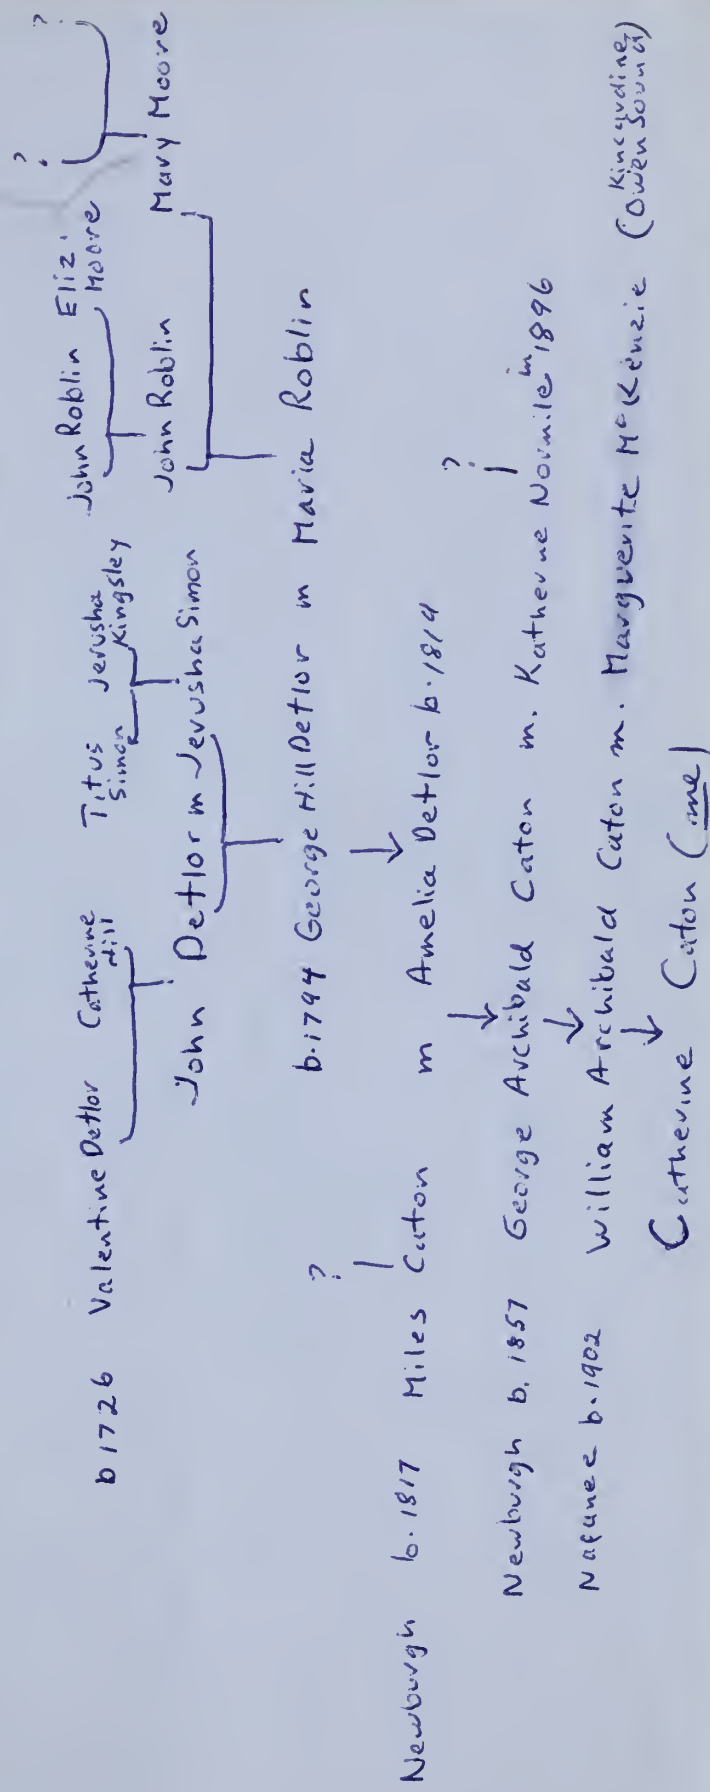 ? ?
John Roblin Eliz. Moore
Titus Simon Jerusha Kingsley
b 1726 Valentine Detlor Catherine Hill
John Detlor m Jerusha Simon John Roblin Mary Moore
b. 1794 George Hill Detlor m Maria Roblin
?
Newburgh b. 1817 Miles Caton m Amelia Detlor b. 1819
?
Newburgh b. 1857 George Archibald Caton m. Katherine Normile in 1896
Napanee b. 1902 William Archibald Caton m. Marguerite McKenzie (Kincardine, Owen Sound)
Catherine Caton (me)